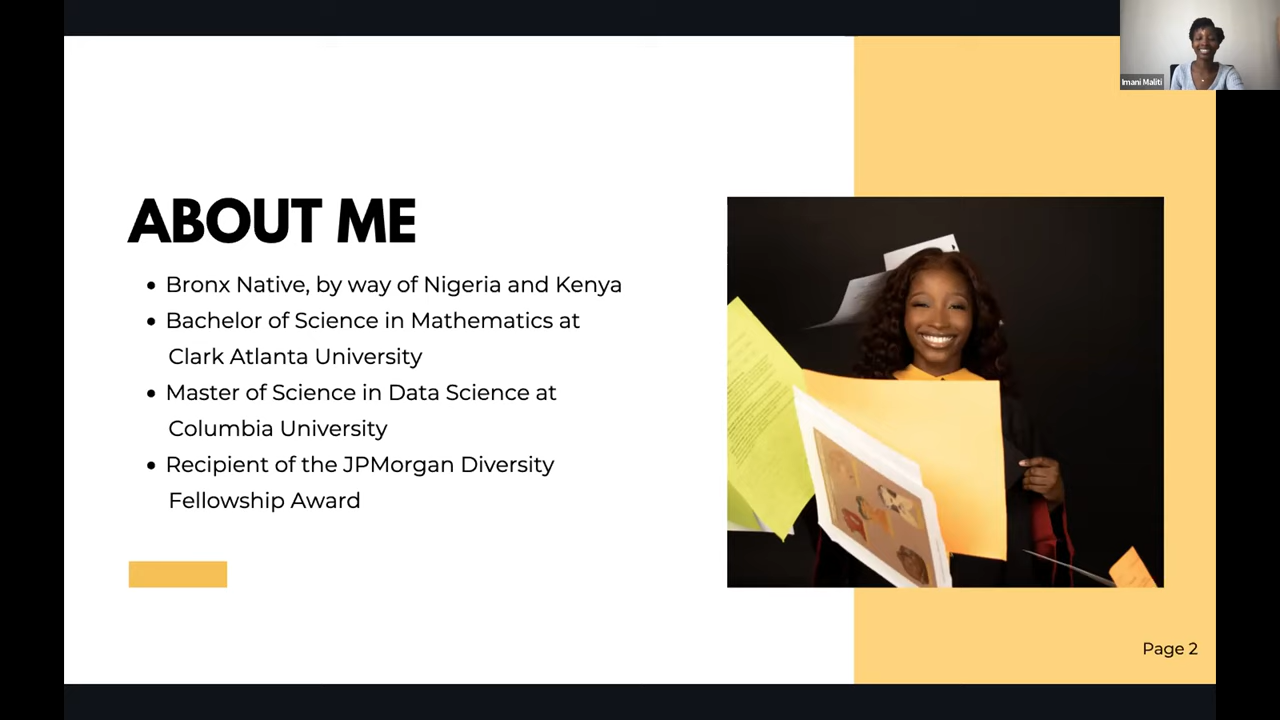 Imani Maliti
ABOUT ME
• Bronx Native, by way of Nigeria and Kenya
• Bachelor of Science in Mathematics at
Clark Atlanta University
• Master of Science in Data Science at
Columbia University
• Recipient of the JPMorgan Diversity
Fellowship Award
Page 2